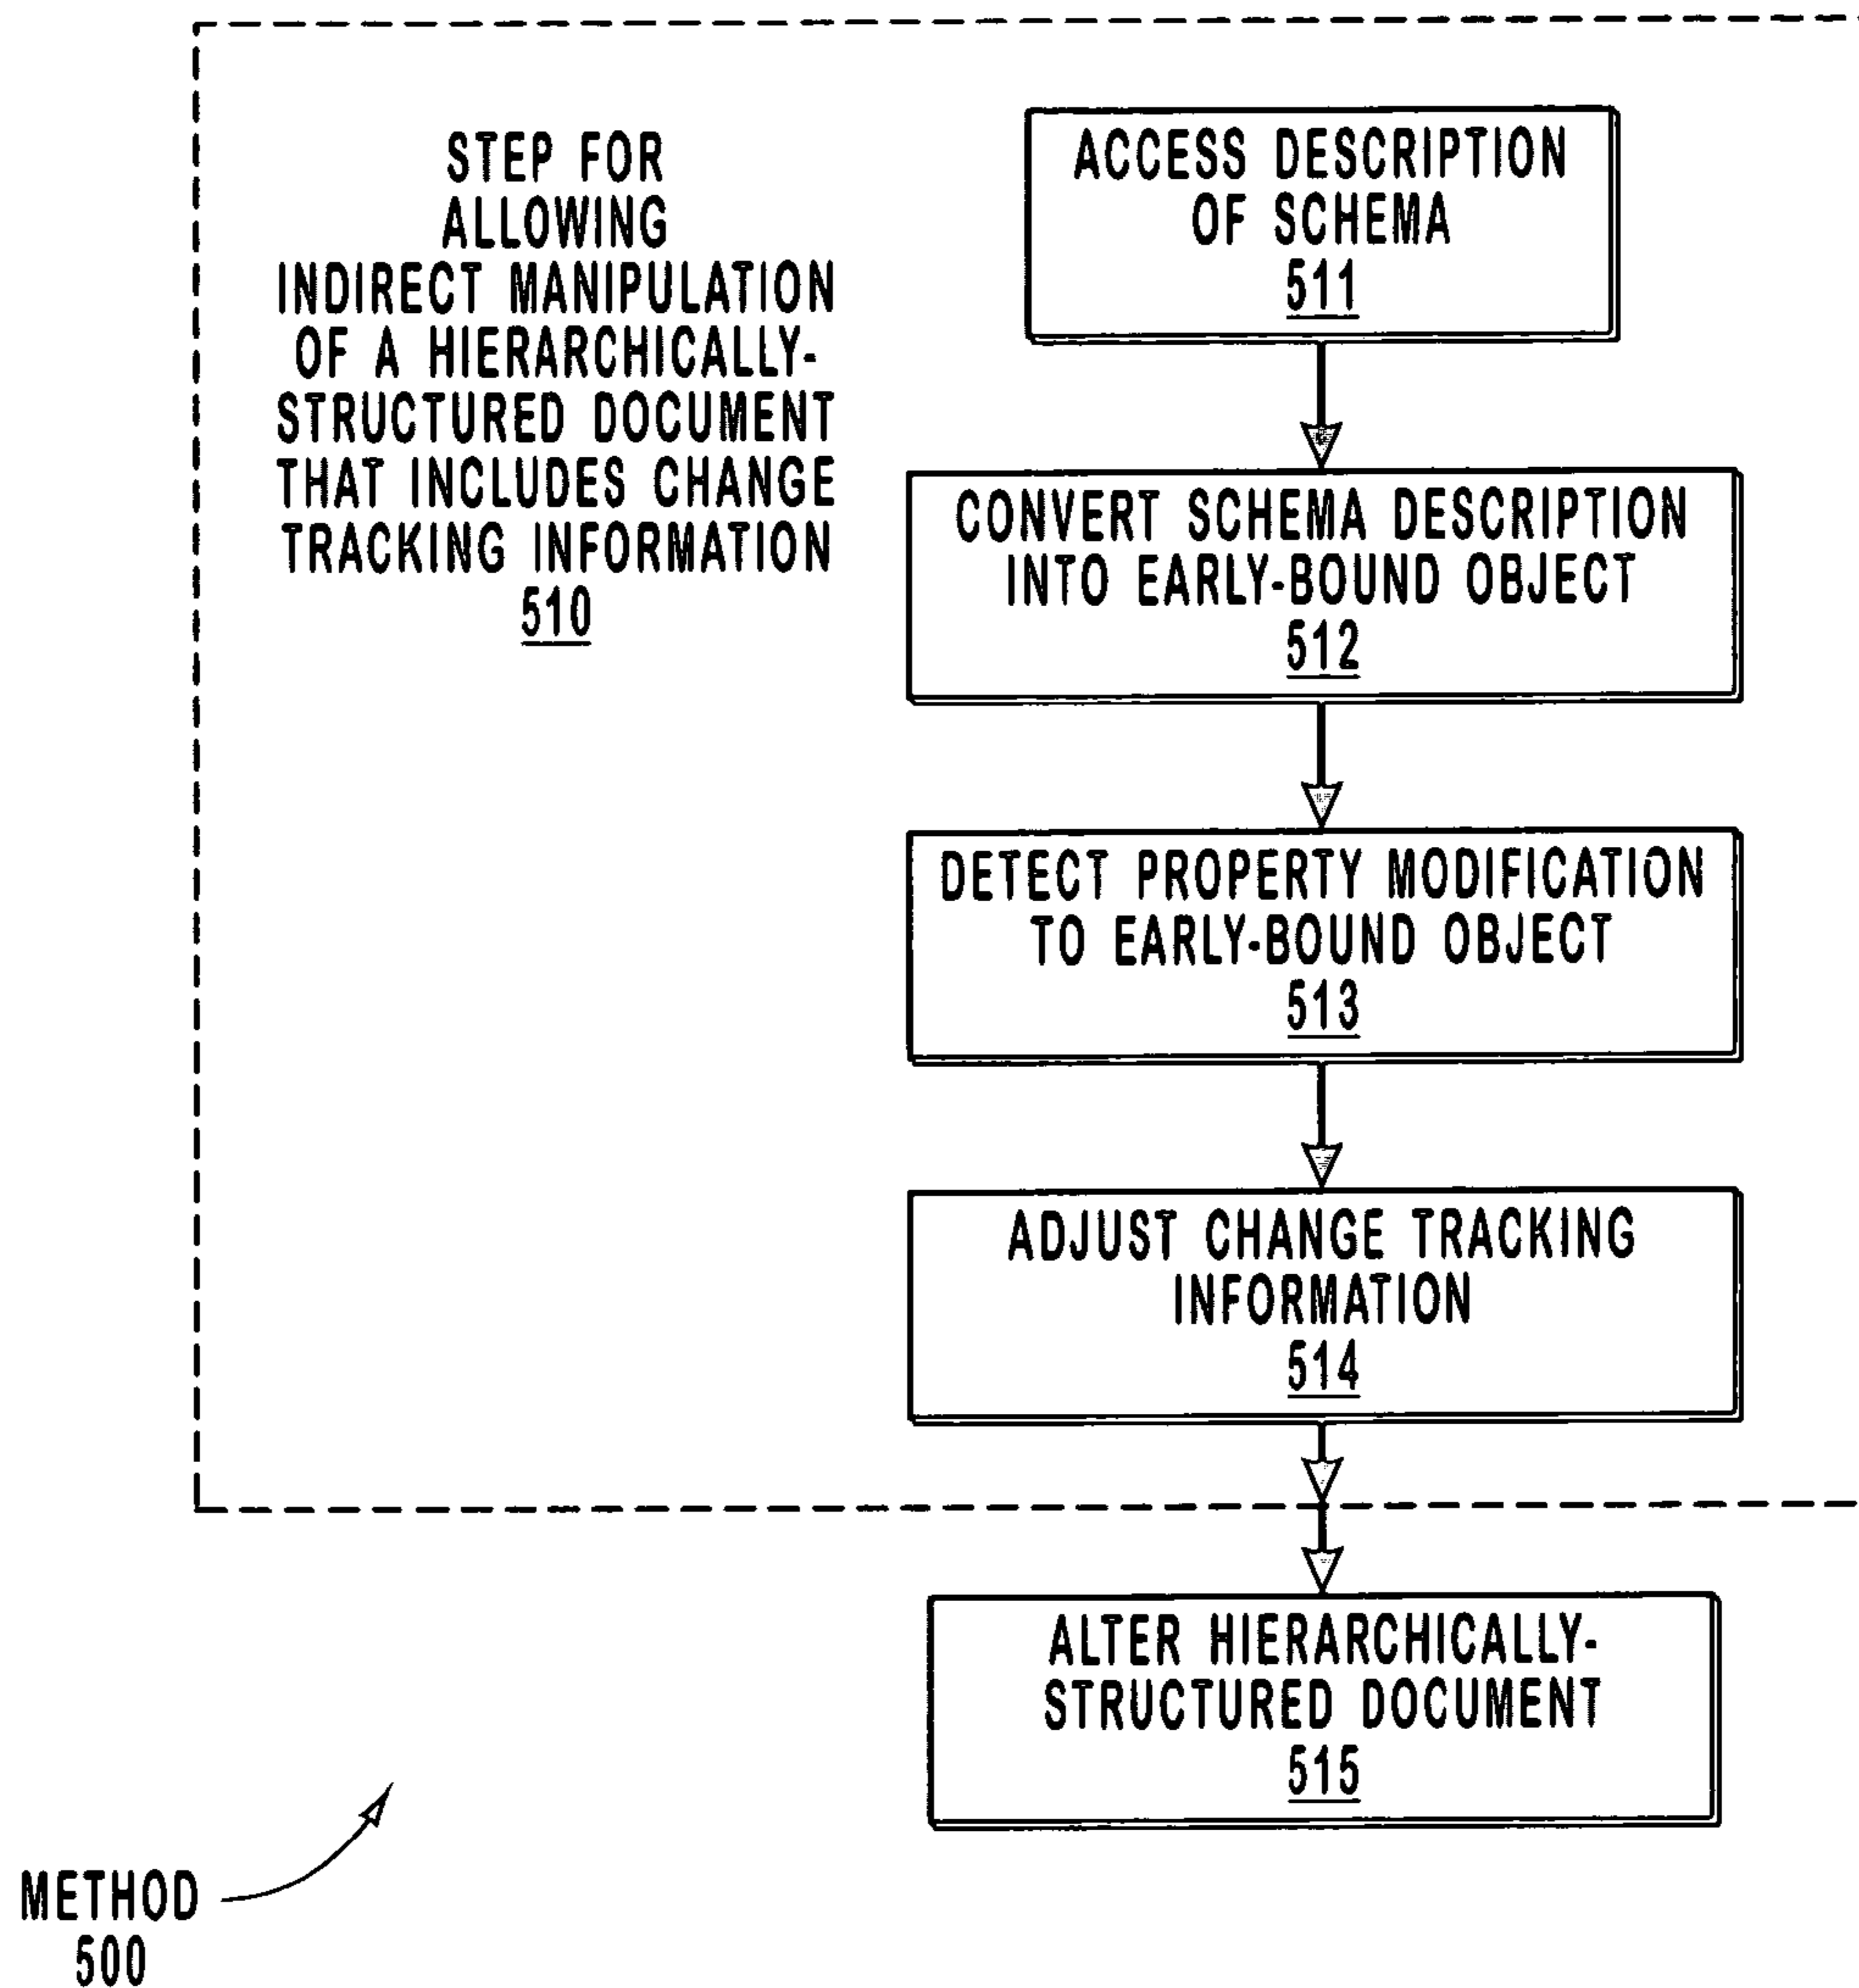 STEP FOR
ALLOWING
INDIRECT MANIPULATION
OF A HIERARCHICALLY-
STRUCTURED DOCUMENT
THAT INCLUDES CHANGE
TRACKING INFORMATION
510
ACCESS DESCRIPTION
OF SCHEMA
511
CONVERT SCHEMA DESCRIPTION
INTO EARLY-BOUND OBJECT
512
DETECT PROPERTY MODIFICATION
TO EARLY-BOUND OBJECT
513
ADJUST CHANGE TRACKING
INFORMATION
514
ALTER HIERARCHICALLY-
STRUCTURED DOCUMENT
515
METHOD
500